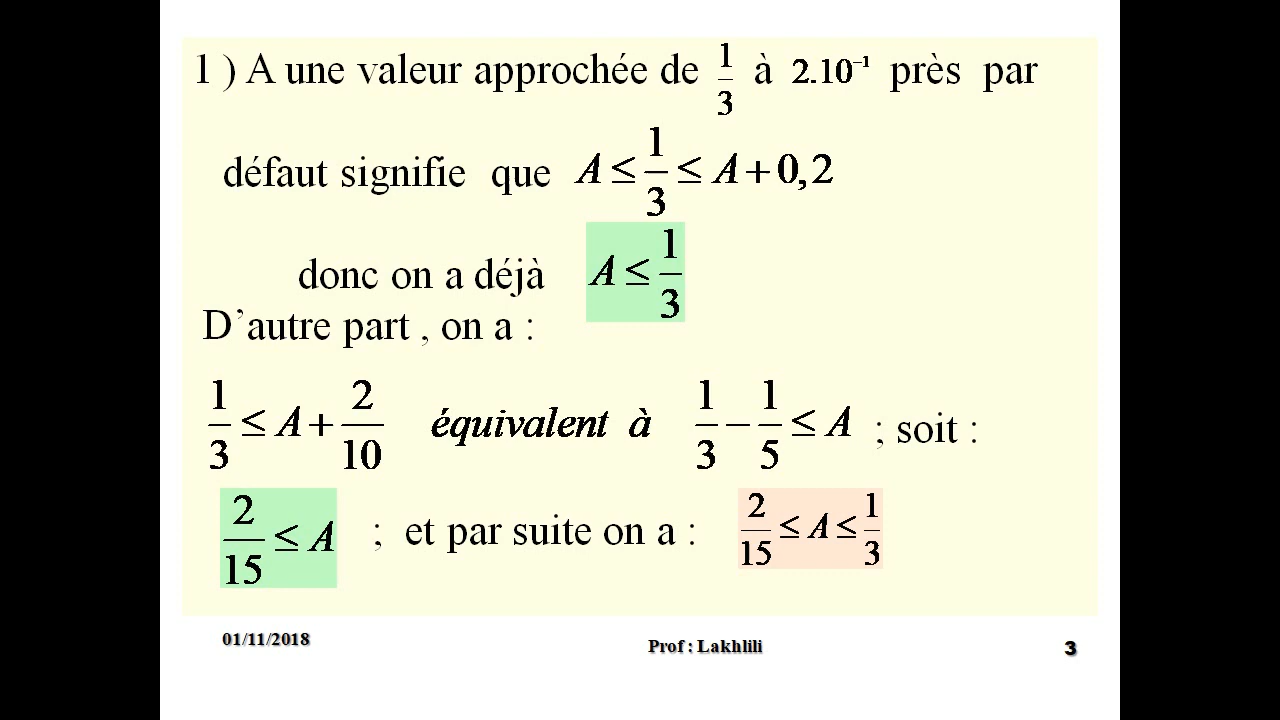 1 ) A une valeur approchée de 1/3 à 2.10⁻¹ près par
défaut signifie que A ≤ 1/3 ≤ A + 0,2
donc on a déjà A ≤ 1/3
D’autre part , on a :
1/3 ≤ A + 2/10 équivalent à 1/3 − 1/5 ≤ A ; soit :
2/15 ≤ A ; et par suite on a : 2/15 ≤ A ≤ 1/3
01/11/2018 Prof : Lakhlili 3